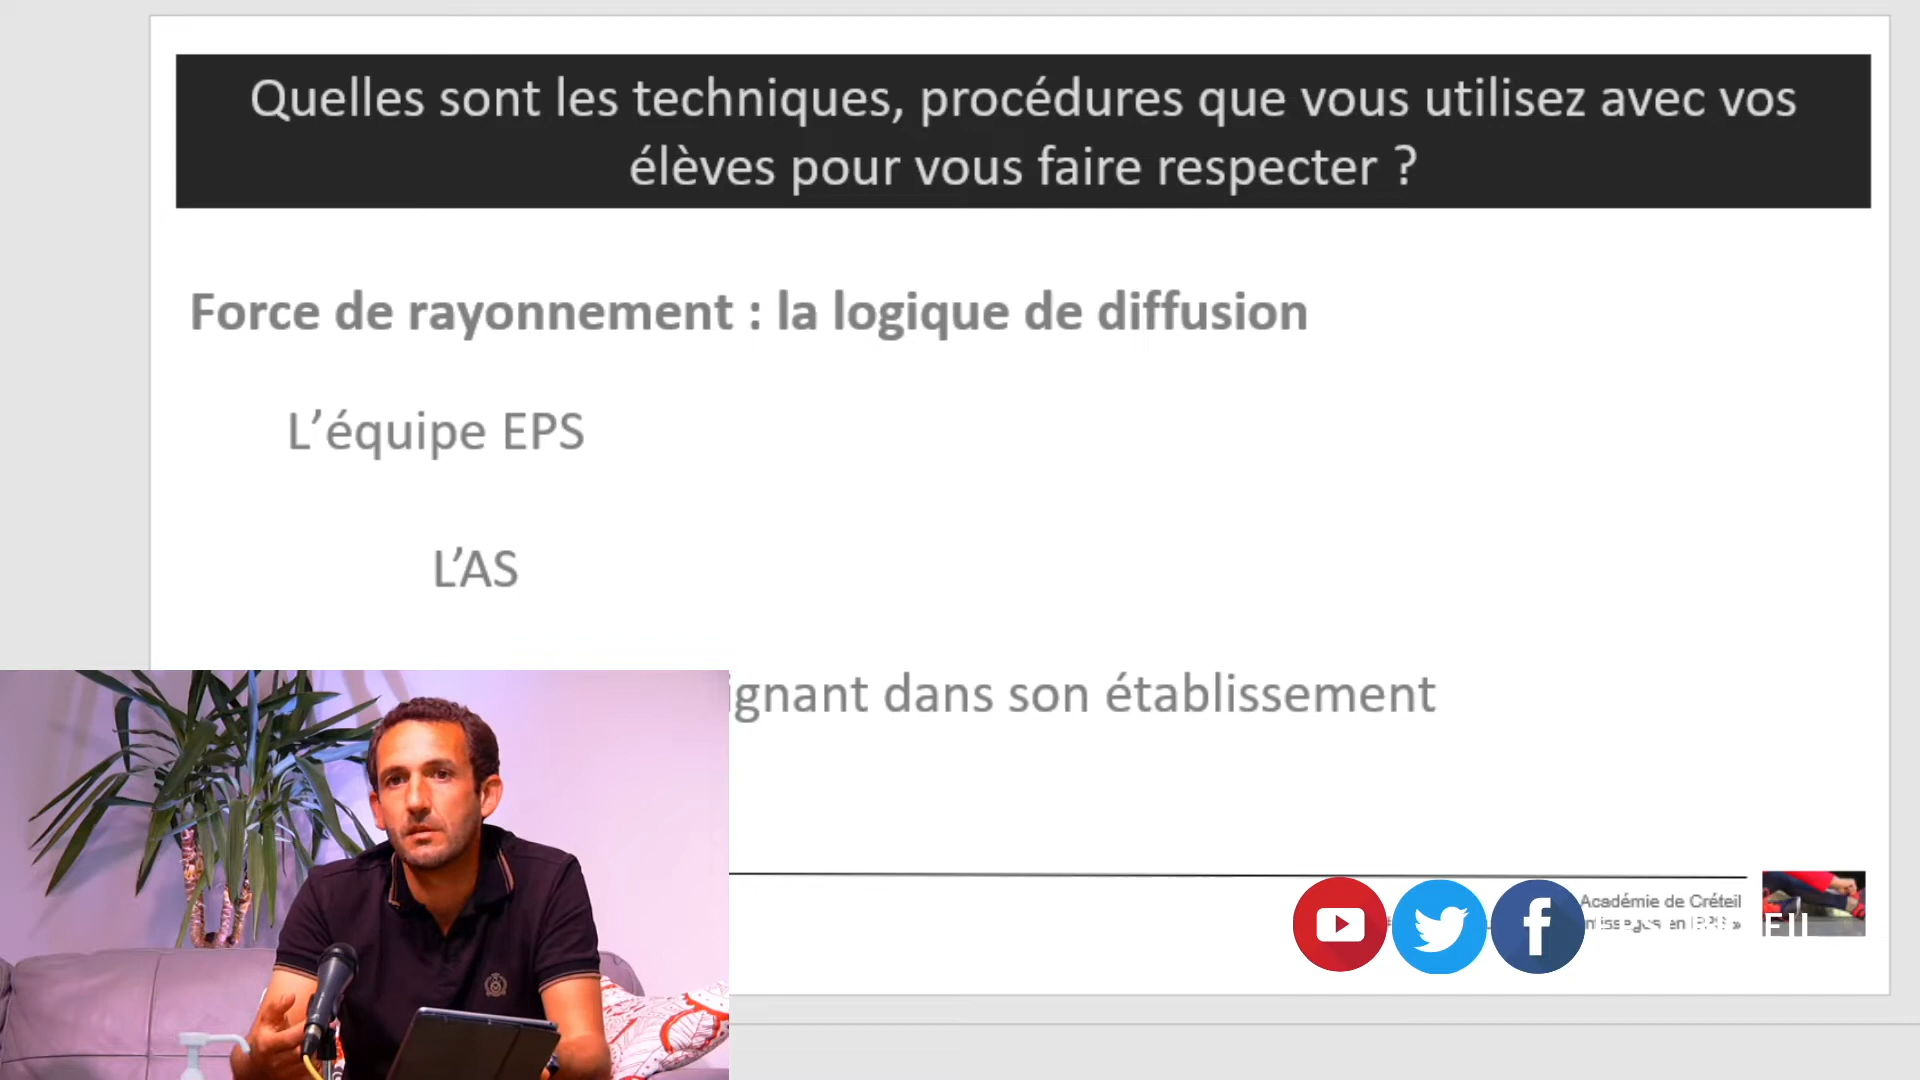 Quelles sont les techniques, procédures que vous utilisez avec vos
élèves pour vous faire respecter ?
Force de rayonnement : la logique de diffusion
L’équipe EPS
L’AS
ignant dans son établissement
Académie de Créteil